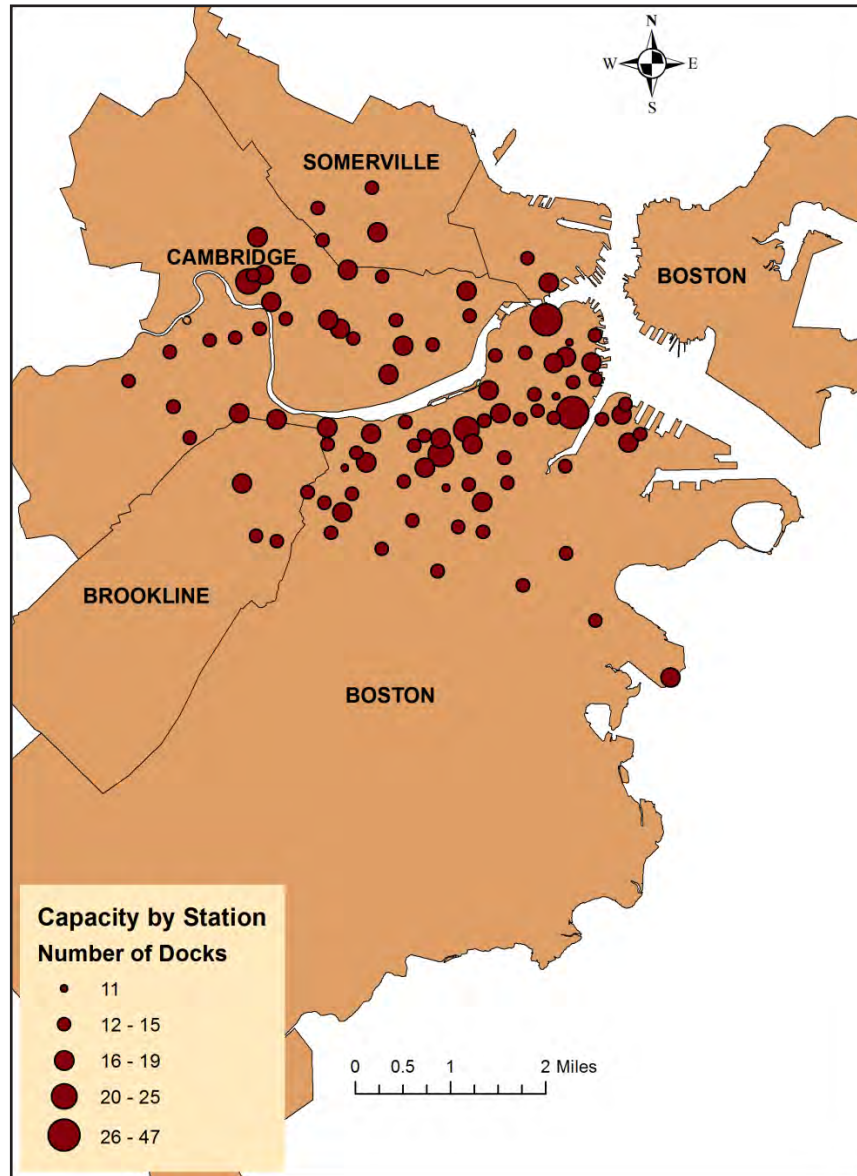 N
W E
S
SOMERVILLE
CAMBRIDGE
BOSTON
BROOKLINE
BOSTON
Capacity by Station
Number of Docks
11
12 - 15
16 - 19
20 - 25
26 - 47
0 0.5 1 2 Miles